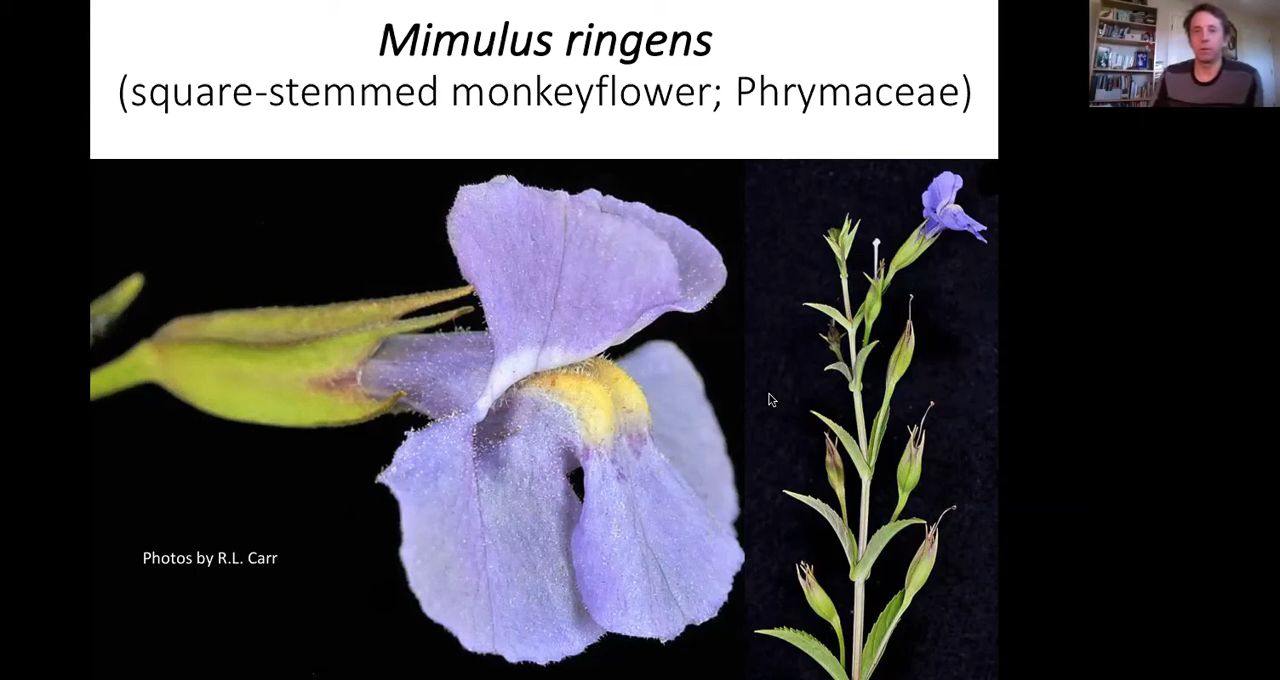 Mimulus ringens
(square-stemmed monkeyflower; Phrymaceae)
Photos by R.L. Carr